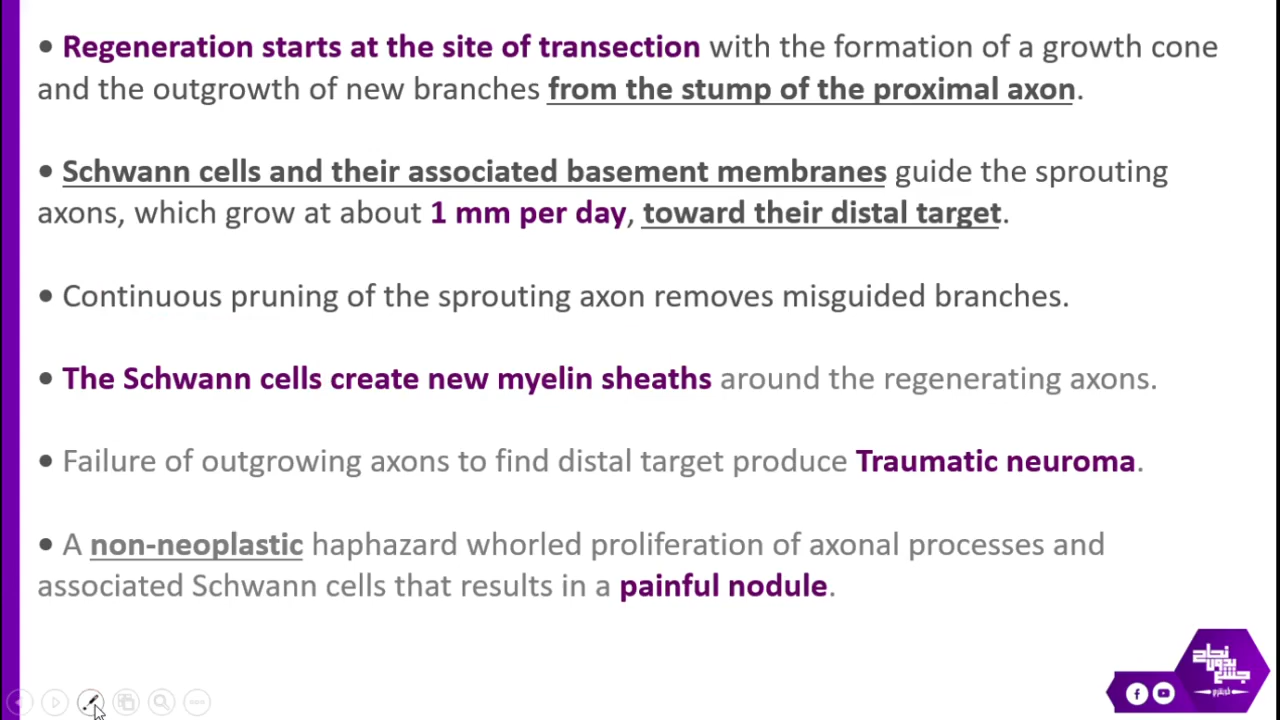 • Regeneration starts at the site of transection with the formation of a growth cone
and the outgrowth of new branches from the stump of the proximal axon.
• Schwann cells and their associated basement membranes guide the sprouting
axons, which grow at about 1 mm per day, toward their distal target.
• Continuous pruning of the sprouting axon removes misguided branches.
• The Schwann cells create new myelin sheaths around the regenerating axons.
• Failure of outgrowing axons to find distal target produce Traumatic neuroma.
• A non-neoplastic haphazard whorled proliferation of axonal processes and
associated Schwann cells that results in a painful nodule.